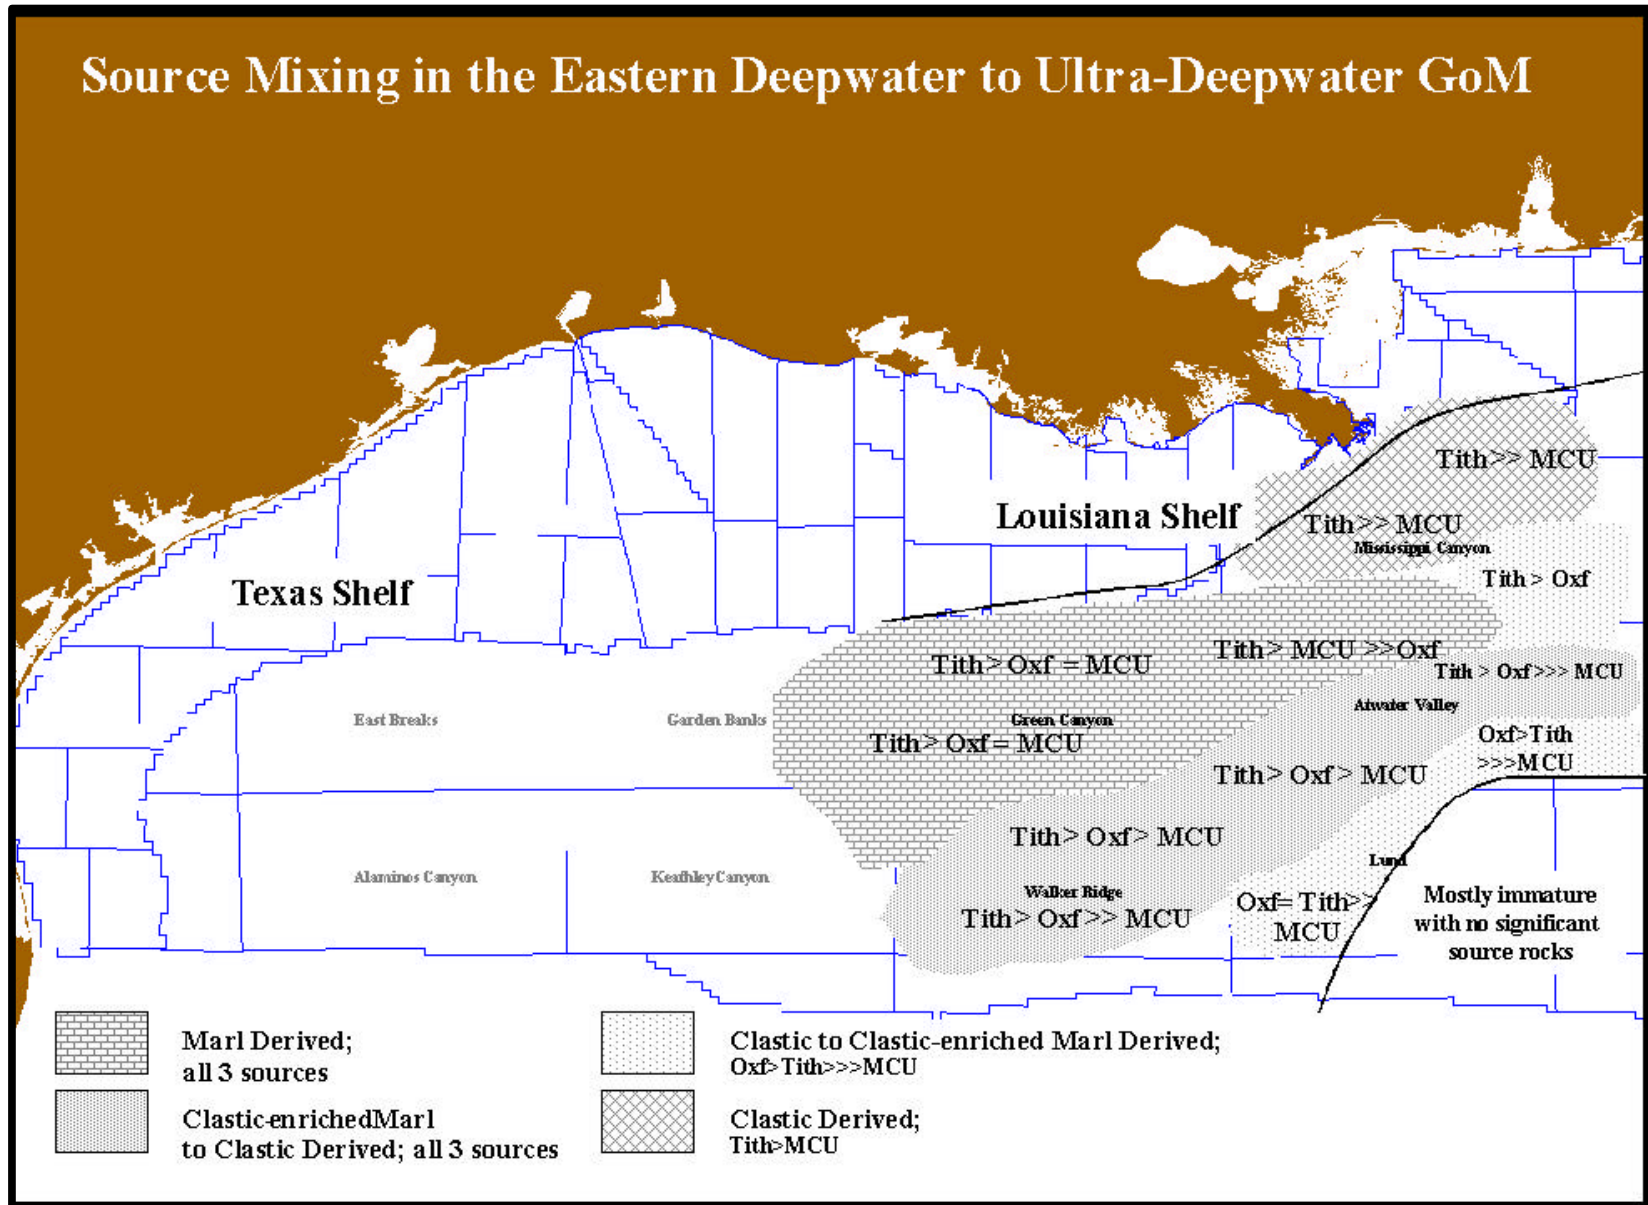 Source Mixing in the Eastern Deepwater to Ultra-Deepwater GoM
Tith>> MCU
Louisiana Shelf
Tith>> MCU
Mississippi Canyon
Texas Shelf
Tith > Oxf
Tith> MCU >>Oxf
Tith> Oxf = MCU
Tith > Oxf >>> MCU
Atwater Valley
East Breaks
Garden Banks
Green Canyon
Tith> Oxf = MCU
Oxf>Tith
>>>MCU
Tith> Oxf> MCU
Tith> Oxf> MCU
Lund
Alaminos Canyon
Keathley Canyon
Walker Ridge
Tith> Oxf >> MCU
Oxf= Tith>>
MCU
Mostly immature
with no significant
source rocks
Marl Derived;
all 3 sources
Clastic-enrichedMarl
to Clastic Derived; all 3 sources
Clastic to Clastic-enriched Marl Derived;
Oxf>Tith>>>MCU
Clastic Derived;
Tith>MCU